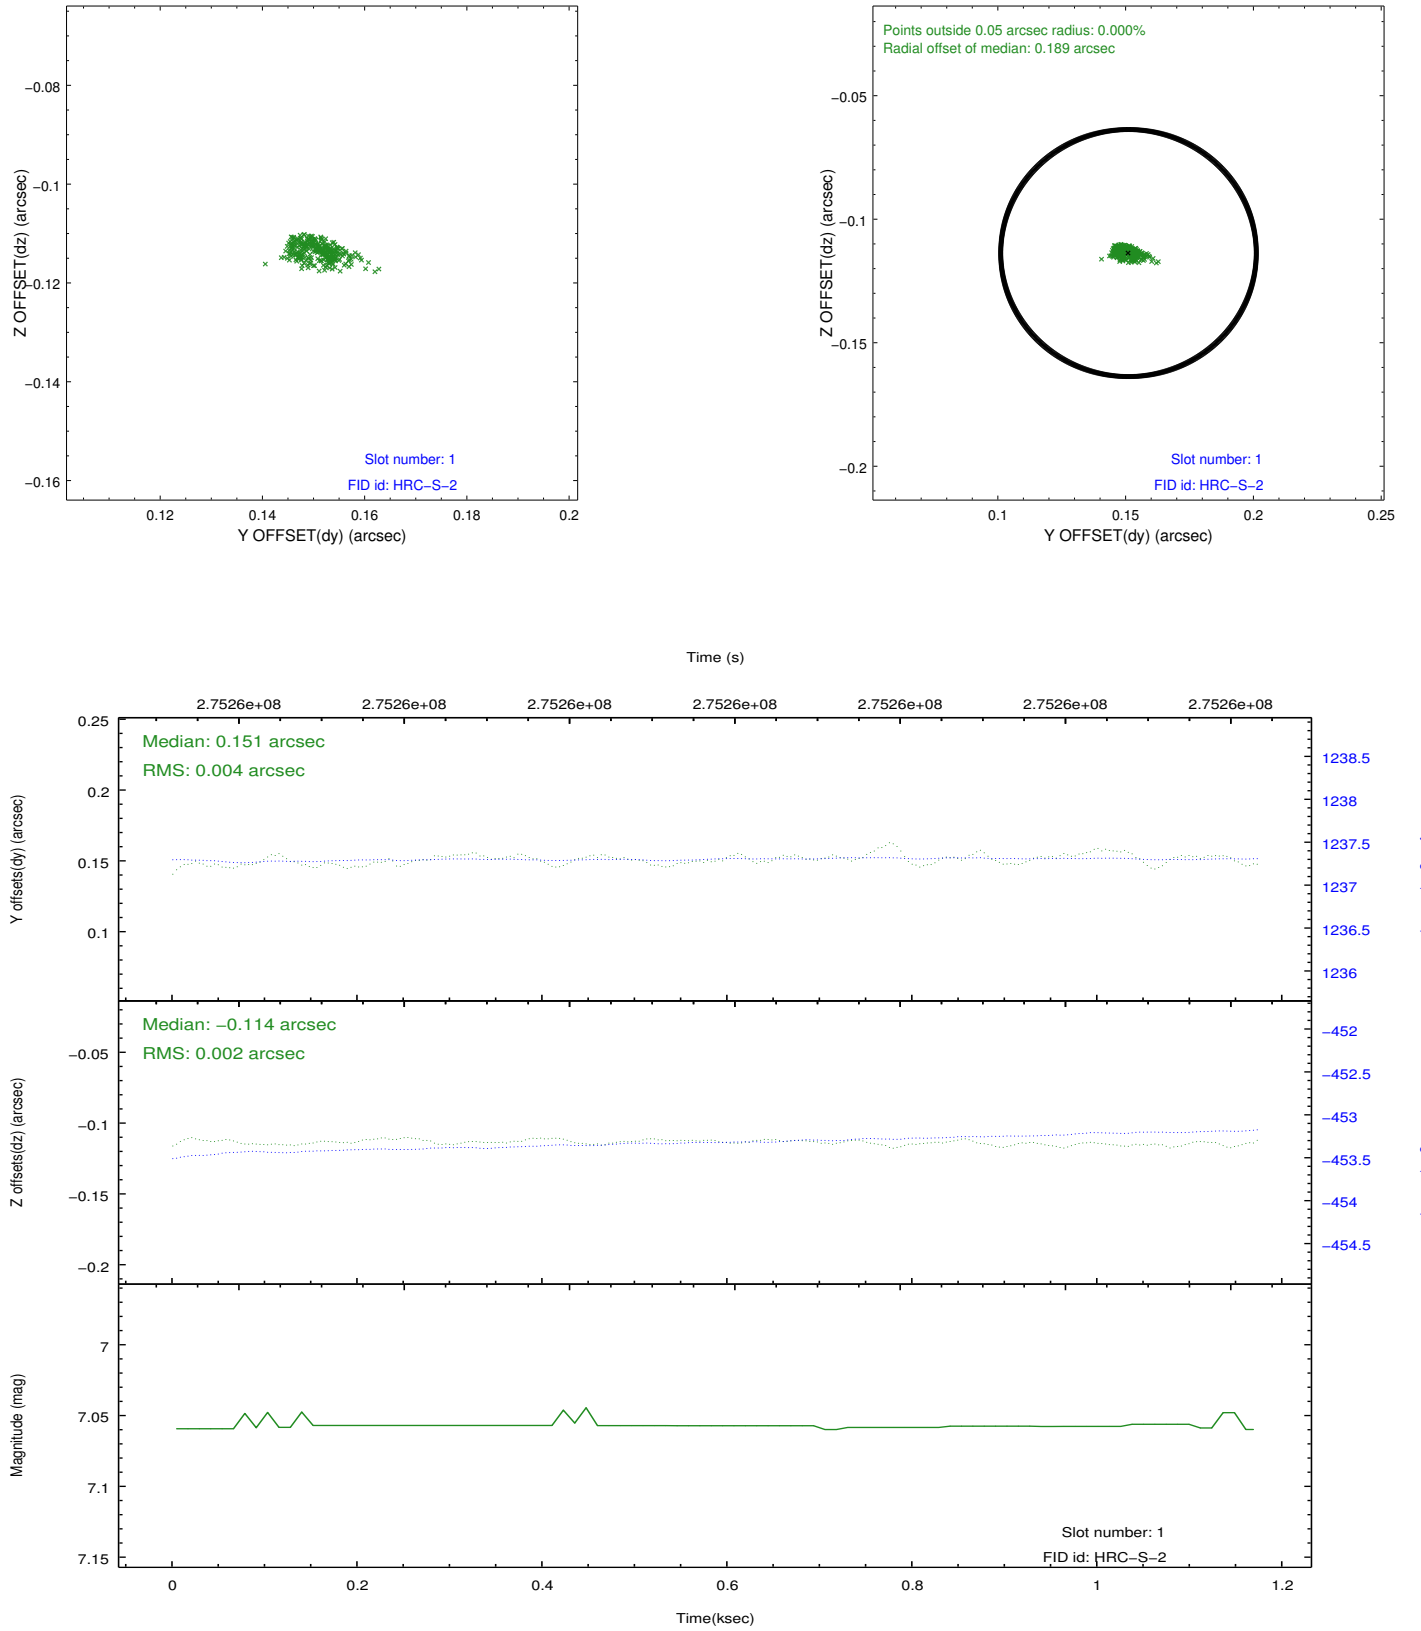 −0.08
−0.1
−0.12
−0.14
−0.16
Z OFFSET(dz) (arcsec)
Slot number: 1
FID id: HRC−S−2
0.12 0.14 0.16 0.18 0.2
Y OFFSET(dy) (arcsec)
Points outside 0.05 arcsec radius: 0.000%
Radial offset of median: 0.189 arcsec
−0.05
−0.1
−0.15
−0.2
Z OFFSET(dz) (arcsec)
Slot number: 1
FID id: HRC−S−2
0.1 0.15 0.2 0.25
Y OFFSET(dy) (arcsec)
Time (s)
2.7526e+08 2.7526e+08 2.7526e+08 2.7526e+08 2.7526e+08 2.7526e+08 2.7526e+08
0.25
0.2
0.15
0.1
Y offsets(dy) (arcsec)
Median: 0.151 arcsec
RMS: 0.004 arcsec
1238.5
1238
1237.5
1237
1236.5
1236
−0.05
−0.1
−0.15
−0.2
Z offsets(dz) (arcsec)
Median: −0.114 arcsec
RMS: 0.002 arcsec
−452
−452.5
−453
−453.5
−454
−454.5
7
7.05
7.1
7.15
Magnitude (mag)
Slot number: 1
FID id: HRC−S−2
0 0.2 0.4 0.6 0.8 1 1.2
Time(ksec)